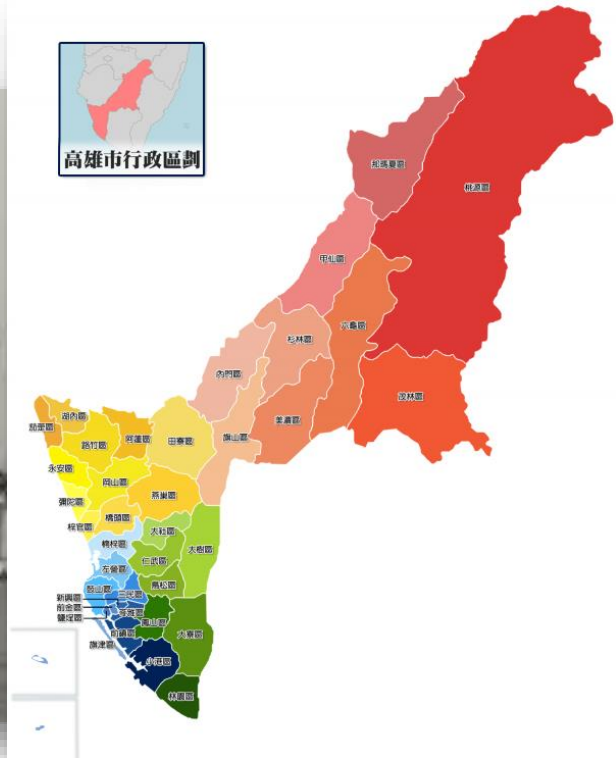 高雄市行政區劃
那瑪夏區
桃源區
甲仙區
六龜區
杉林區
內門區
茂林區
美濃區
旗山區
湖內區
茄萣區
路竹區
阿蓮區
田寮區
永安區
岡山區
燕巢區
彌陀區
橋頭區
梓官區
大社區
楠梓區
大樹區
仁武區
左營區
鳥松區
鼓山區
三民區
新興區
前金區
苓雅區
鹽埕區
鳳山區
前鎮區
大寮區
旗津區
小港區
林園區